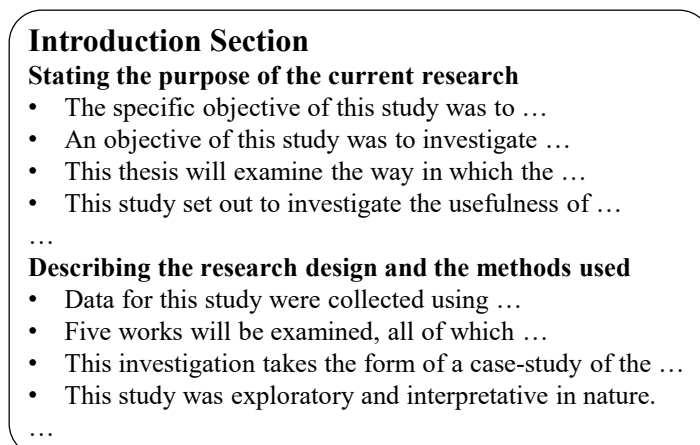 Introduction Section
Stating the purpose of the current research
• The specific objective of this study was to …
• An objective of this study was to investigate …
• This thesis will examine the way in which the …
• This study set out to investigate the usefulness of …
…
Describing the research design and the methods used
• Data for this study were collected using …
• Five works will be examined, all of which …
• This investigation takes the form of a case-study of the …
• This study was exploratory and interpretative in nature.
…